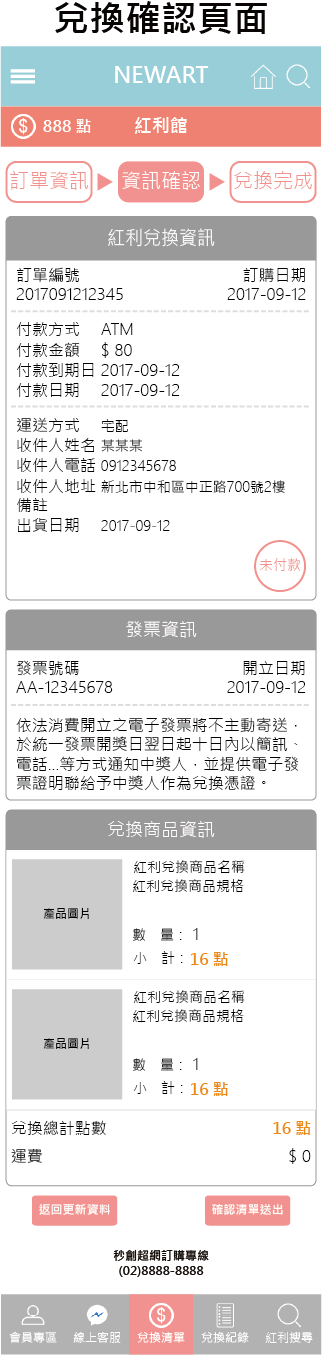 兌換確認頁面
NEWART
888 點 紅利館
訂單資訊 資訊確認 兌換完成
紅利兌換資訊
訂單編號 訂購日期
2017091212345 2017-09-12
付款方式 ATM
付款金額 $ 80
付款到期日 2017-09-12
付款日期 2017-09-12
運送方式 宅配
收件人姓名 某某某
收件人電話 0912345678
收件人地址 新北市中和區中正路700號2樓
備註
出貨日期 2017-09-12
未付款
發票資訊
發票號碼 開立日期
AA-12345678 2017-09-12
依法消費開立之電子發票將不主動寄送，
於統一發票開獎日翌日起十日內以簡訊、
電話...等方式通知中獎人，並提供電子發
票證明聯給予中獎人作為兌換憑證。
兌換商品資訊
產品圖片
紅利兌換商品名稱
紅利兌換商品規格
數 量： 1
小 計：16 點
產品圖片
紅利兌換商品名稱
紅利兌換商品規格
數 量： 1
小 計：16 點
兌換總計點數 16 點
運費 $ 0
返回更新資料 確認清單送出
秒創超網訂購專線
(02)8888-8888
會員專區 線上客服 兌換清單 兌換紀錄 紅利搜尋